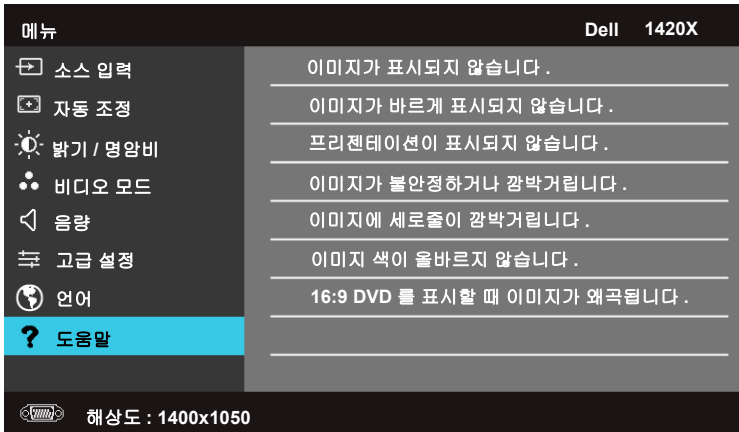 메뉴
Dell 1420X
소스 입력
자동 조정
밝기 / 명암비
비디오 모드
음량
고급 설정
언어
도움말
이미지가 표시되지 않습니다 .
이미지가 바르게 표시되지 않습니다 .
프리젠테이션이 표시되지 않습니다 .
이미지가 불안정하거나 깜박거립니다 .
이미지에 세로줄이 깜박거립니다 .
이미지 색이 올바르지 않습니다 .
16:9 DVD 를 표시할 때 이미지가 왜곡됩니다 .
해상도 : 1400x1050